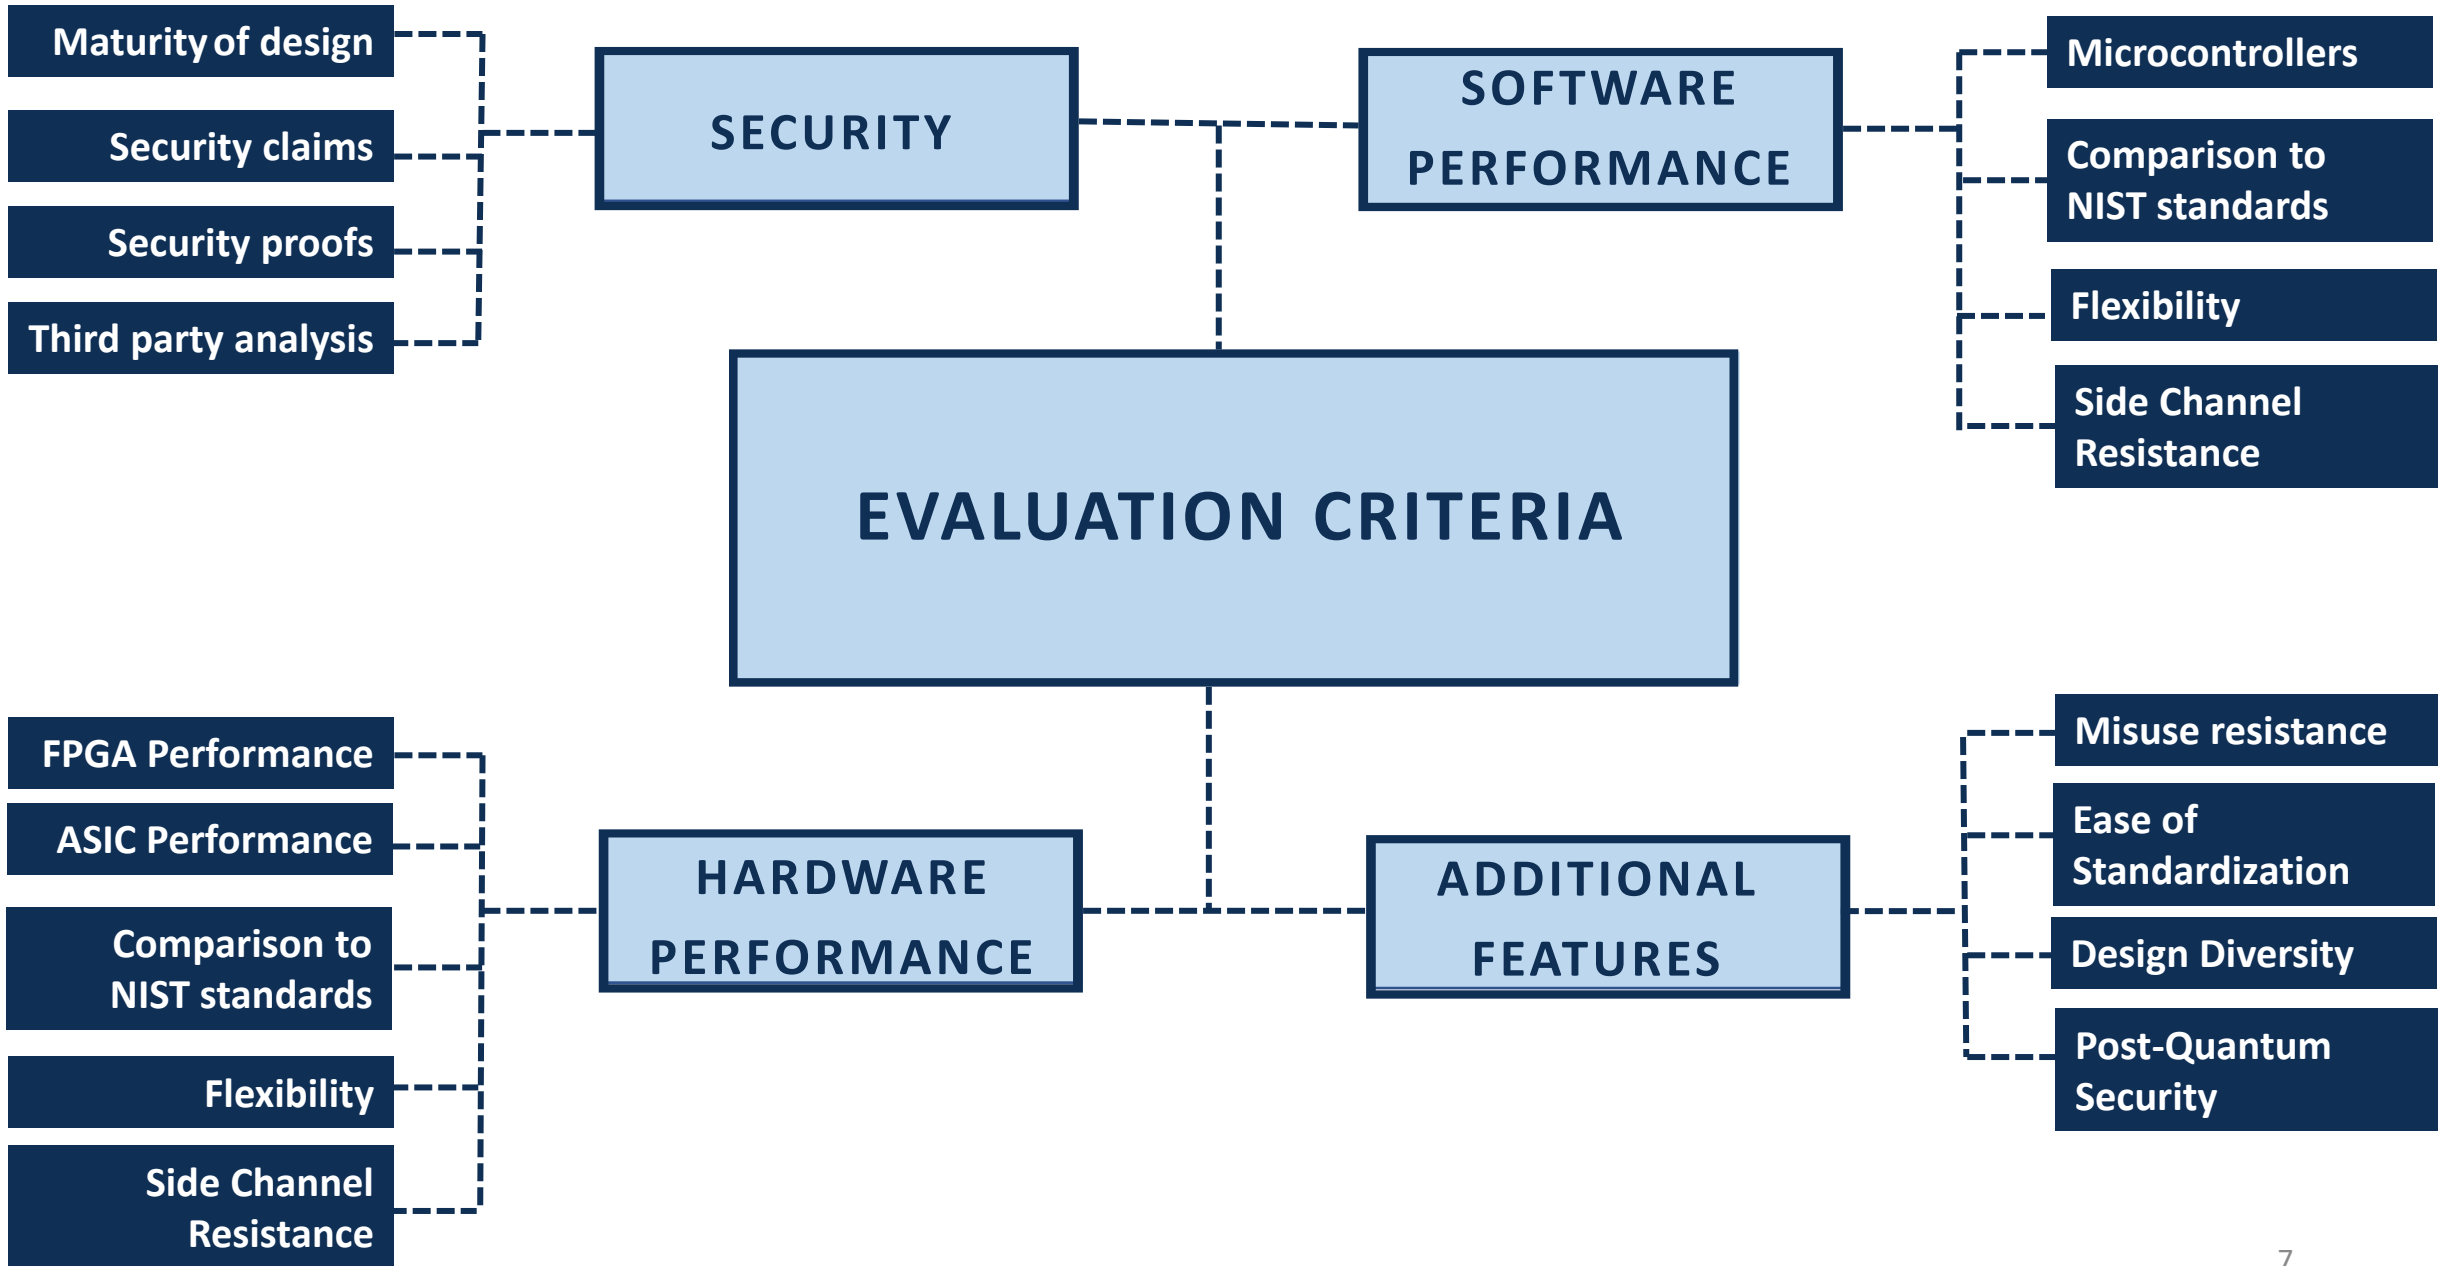 Maturity of design
Security claims
Security proofs
Third party analysis
SECURITY
SOFTWARE
PERFORMANCE
Microcontrollers
Comparison to
NIST standards
Flexibility
Side Channel
Resistance
EVALUATION CRITERIA
FPGA Performance
ASIC Performance
Comparison to
NIST standards
Flexibility
Side Channel
Resistance
HARDWARE
PERFORMANCE
ADDITIONAL
FEATURES
Misuse resistance
Ease of
Standardization
Design Diversity
Post-Quantum
Security
7